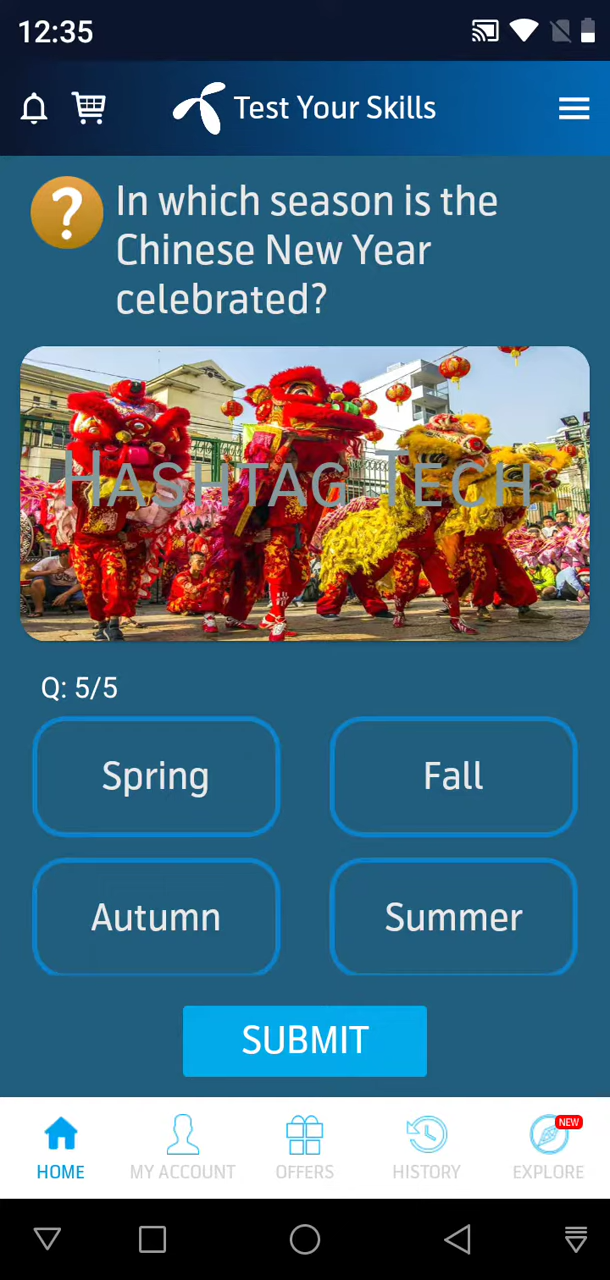 12:35
Test Your Skills
?
In which season is the
Chinese New Year
celebrated?
HASHTAG TECH
Q: 5/5
Spring
Fall
Autumn
Summer
SUBMIT
NEW
HOME
MY ACCOUNT
OFFERS
HISTORY
EXPLORE